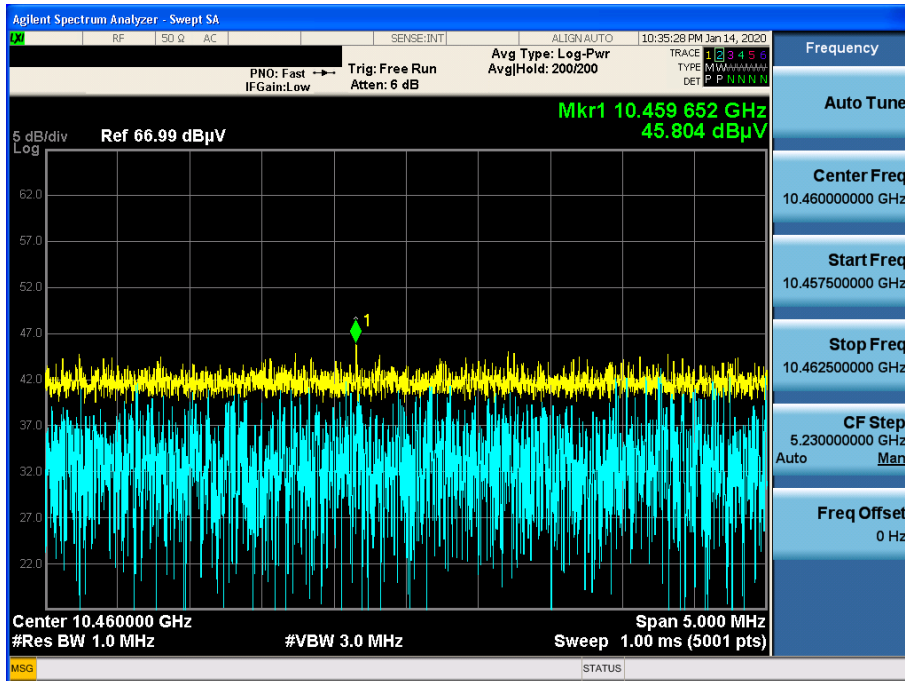 Agilent Spectrum Analyzer - Swept SA
LXI RF 50 Ω AC SENSE:INT ALIGN AUTO 10:35:28 PM Jan 14, 2020
Frequency
PNO: Fast Trig: Free Run Avg Type: Log-Pwr TRACE 1 2 3 4 5 6
IFGain:Low Atten: 6 dB Avg|Hold: 200/200 TYPE M W W W W W
DET P P N N N N
Auto Tune
Mkr1 10.459 652 GHz
45.804 dBµV
5 dB/div Ref 66.99 dBµV
Log
62.0
57.0
52.0
47.0
42.0
37.0
32.0
27.0
22.0
1
Center Freq
10.460000000 GHz
Start Freq
10.457500000 GHz
Stop Freq
10.462500000 GHz
CF Step
5.230000000 GHz
Auto Man
Freq Offset
0 Hz
Center 10.460000 GHz Span 5.000 MHz
#Res BW 1.0 MHz #VBW 3.0 MHz Sweep 1.00 ms (5001 pts)
MSG STATUS